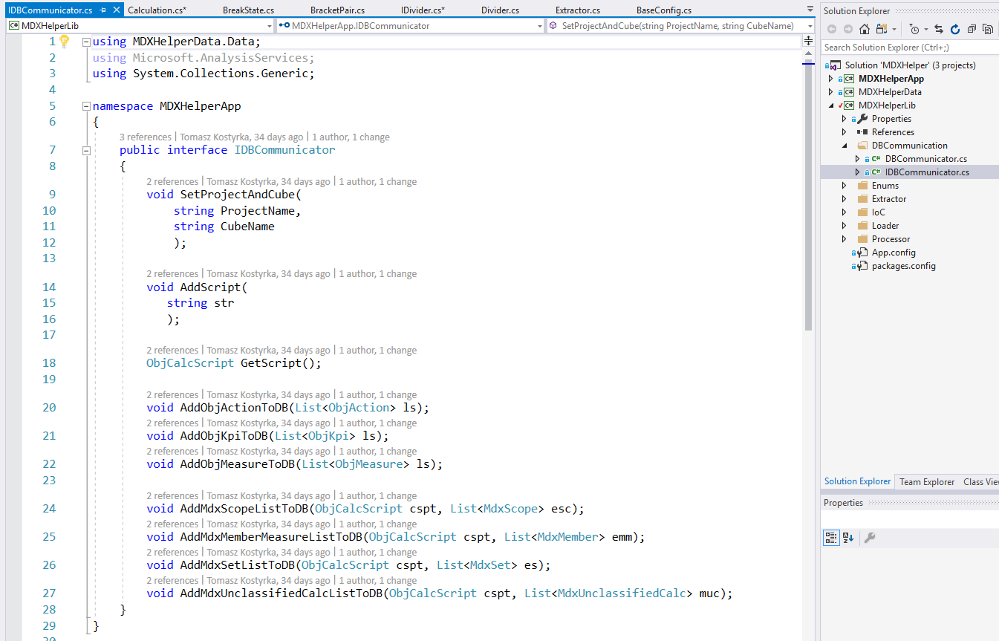 IDBCommunicator.cs Calculation.cs* BreakState.cs BracketPair.cs IDivider.cs* Divider.cs Extractor.cs BaseConfig.cs
C# MDXHelperLib MDXHelperApp.IDBCommunicator SetProjectAndCube(string ProjectName, string CubeName)
1 using MDXHelperData.Data;
2 using Microsoft.AnalysisServices;
3 using System.Collections.Generic;
4
5 namespace MDXHelperApp
6 {
3 references | Tomasz Kostyrka, 34 days ago | 1 author, 1 change
7 public interface IDBCommunicator
8 {
2 references | Tomasz Kostyrka, 34 days ago | 1 author, 1 change
9 void SetProjectAndCube(
10 string ProjectName,
11 string CubeName
12 );
13
2 references | Tomasz Kostyrka, 34 days ago | 1 author, 1 change
14 void AddScript(
15 string str
16 );
17
2 references | Tomasz Kostyrka, 34 days ago | 1 author, 1 change
18 ObjCalcScript GetScript();
19
2 references | Tomasz Kostyrka, 34 days ago | 1 author, 1 change
20 void AddObjActionToDB(List<ObjAction> ls);
2 references | Tomasz Kostyrka, 34 days ago | 1 author, 1 change
21 void AddObjKpiToDB(List<ObjKpi> ls);
2 references | Tomasz Kostyrka, 34 days ago | 1 author, 1 change
22 void AddObjMeasureToDB(List<ObjMeasure> ls);
23
2 references | Tomasz Kostyrka, 34 days ago | 1 author, 1 change
24 void AddMdxScopeListToDB(ObjCalcScript cspt, List<MdxScope> esc);
2 references | Tomasz Kostyrka, 34 days ago | 1 author, 1 change
25 void AddMdxMemberMeasureListToDB(ObjCalcScript cspt, List<MdxMember> emm);
2 references | Tomasz Kostyrka, 34 days ago | 1 author, 1 change
26 void AddMdxSetListToDB(ObjCalcScript cspt, List<MdxSet> es);
2 references | Tomasz Kostyrka, 34 days ago | 1 author, 1 change
27 void AddMdxUnclassifiedCalcListToDB(ObjCalcScript cspt, List<MdxUnclassifiedCalc> muc);
28 }
29 }
30
Solution Explorer
Search Solution Explorer (Ctrl+;)
Solution 'MDXHelper' (3 projects)
C# MDXHelperApp
C# MDXHelperData
C# MDXHelperLib
Properties
References
DBCommunication
C# DBCommunicator.cs
C# IDBCommunicator.cs
Enums
Extractor
IoC
Loader
Processor
App.config
packages.config
Solution Explorer Team Explorer Class View
Properties